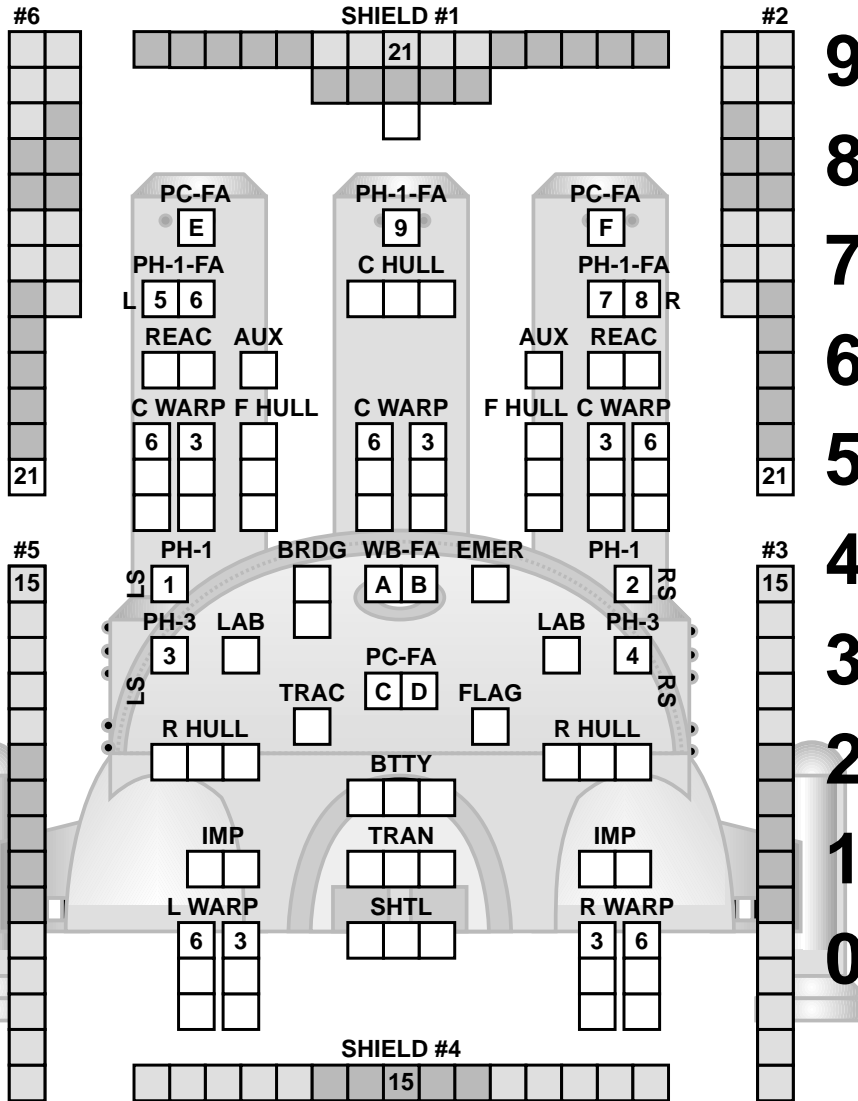 #6 SHIELD #1 #2
21
9
8
PC-FA PH-1-FA PC-FA
E 9 F
PH-1-FA C HULL PH-1-FA
7
L 5 6 7 8 R
REAC AUX AUX REAC
6
C WARP F HULL C WARP F HULL C WARP
6 3 6 3 3 6
21 21
5
#5 PH-1 BRDG WB-FA EMER PH-1 #3
4
15 LS 1 A B 2 RS 15
PH-3 LAB LAB PH-3
3 4
3
PC-FA
LS TRAC C D FLAG RS
R HULL R HULL
2
BTTY
IMP TRAN IMP
1
L WARP SHTL R WARP
6 3 3 6
0
SHIELD #4
15